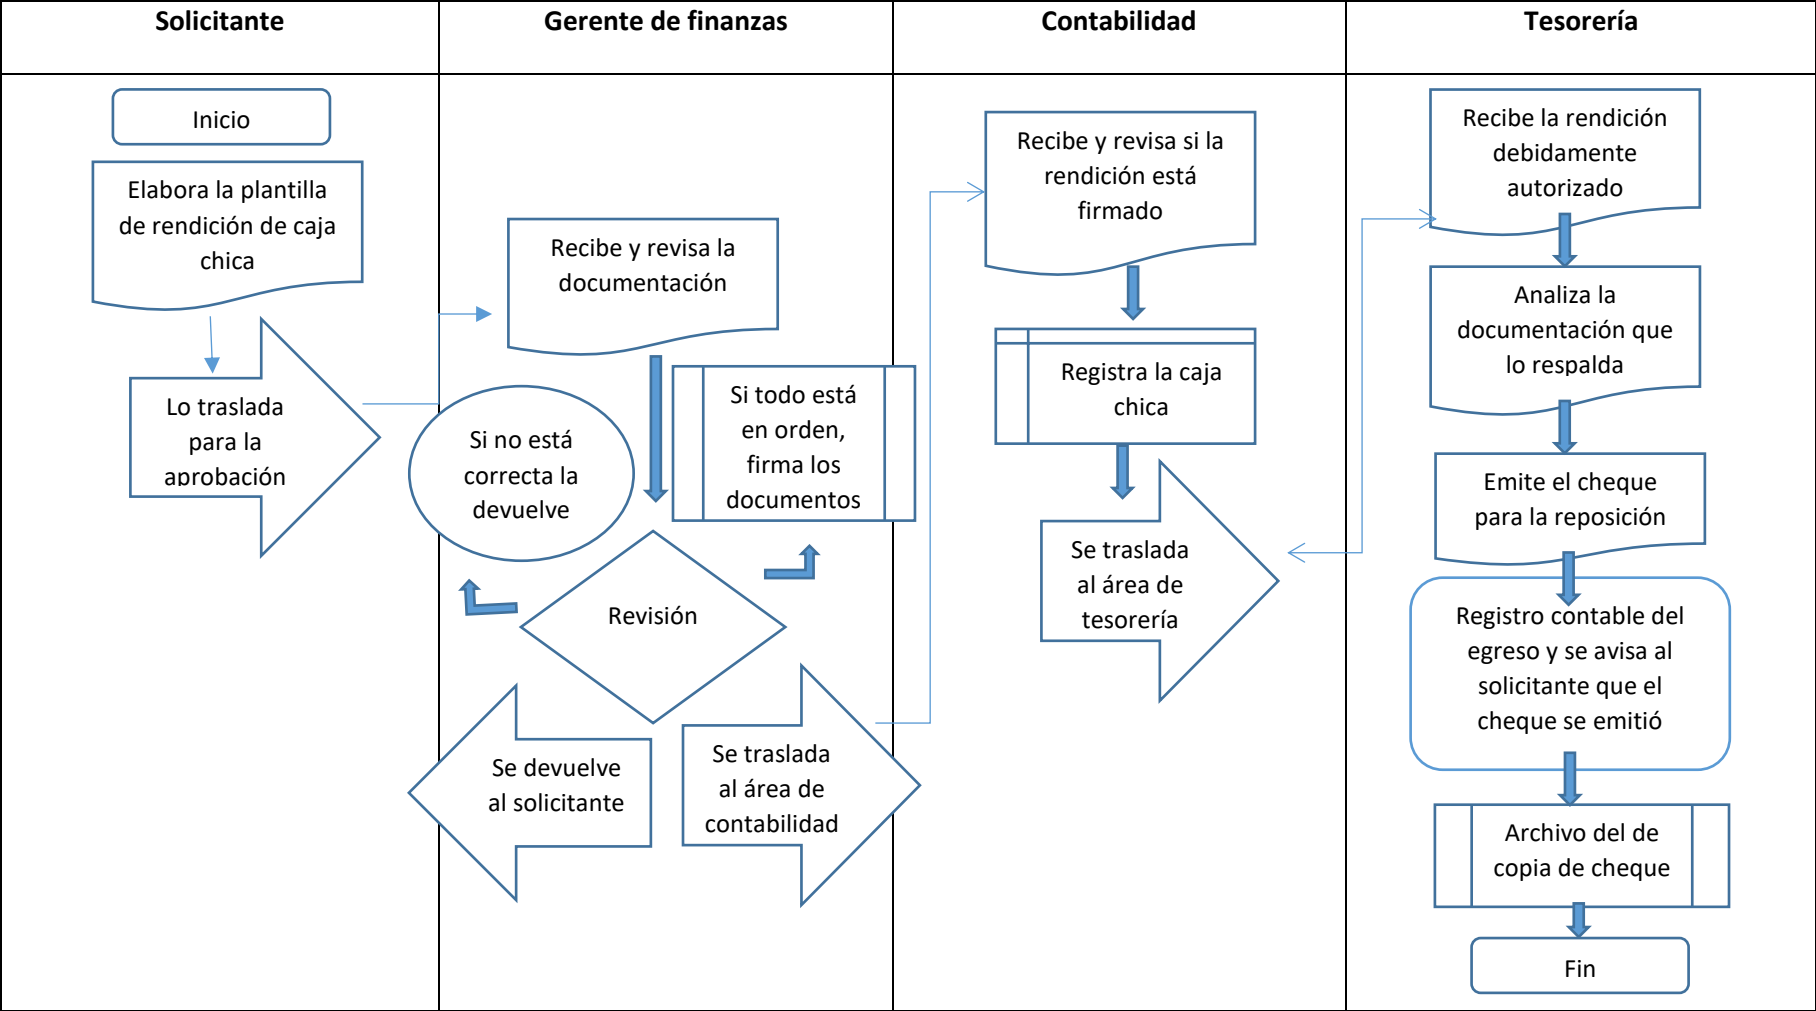 Solicitante
Gerente de finanzas
Contabilidad
Tesorería
Inicio
Elabora la plantilla
de rendición de caja
chica
Lo traslada
para la
aprobación
Recibe y revisa la
documentación
Si no está
correcta la
devuelve
Si todo está
en orden,
firma los
documentos
Revisión
Se devuelve
al solicitante
Se traslada
al área de
contabilidad
Recibe y revisa si la
rendición está
firmado
Registra la caja
chica
Se traslada
al área de
tesorería
Recibe la rendición
debidamente
autorizado
Analiza la
documentación que
lo respalda
Emite el cheque
para la reposición
Registro contable del
egreso y se avisa al
solicitante que el
cheque se emitió
Archivo del de
copia de cheque
Fin